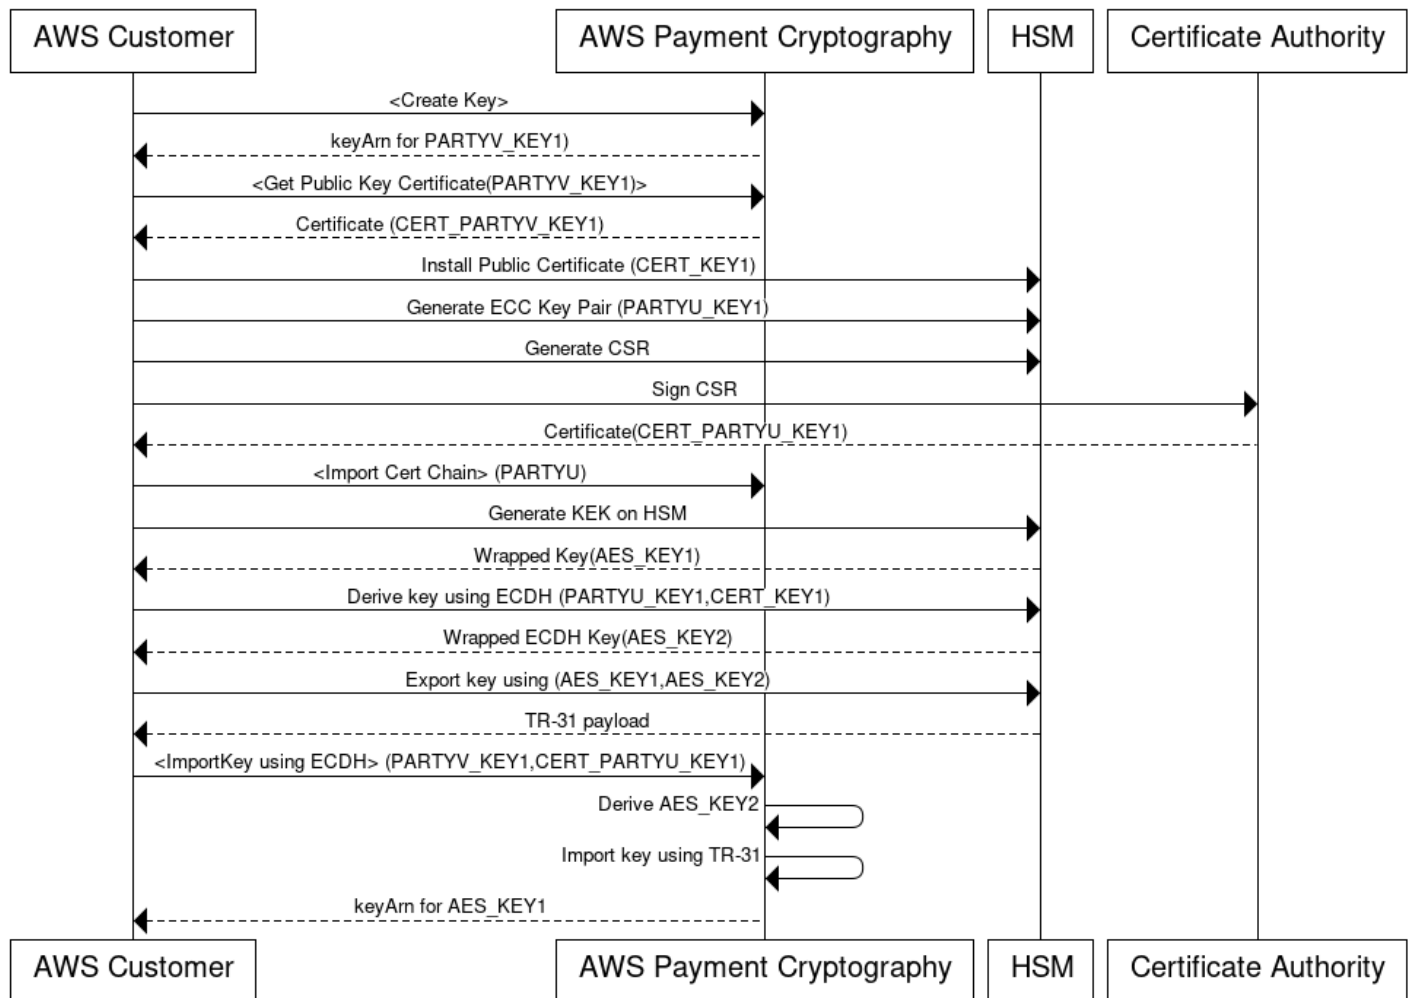 AWS Customer
AWS Payment Cryptography
HSM
Certificate Authority
<Create Key>
keyArn for PARTYV_KEY1)
<Get Public Key Certificate(PARTYV_KEY1)>
Certificate (CERT_PARTYV_KEY1)
Install Public Certificate (CERT_KEY1)
Generate ECC Key Pair (PARTYU_KEY1)
Generate CSR
Sign CSR
Certificate(CERT_PARTYU_KEY1)
<Import Cert Chain> (PARTYU)
Generate KEK on HSM
Wrapped Key(AES_KEY1)
Derive key using ECDH (PARTYU_KEY1,CERT_KEY1)
Wrapped ECDH Key(AES_KEY2)
Export key using (AES_KEY1,AES_KEY2)
TR-31 payload
<ImportKey using ECDH> (PARTYV_KEY1,CERT_PARTYU_KEY1)
Derive AES_KEY2
Import key using TR-31
keyArn for AES_KEY1
AWS Customer
AWS Payment Cryptography
HSM
Certificate Authority